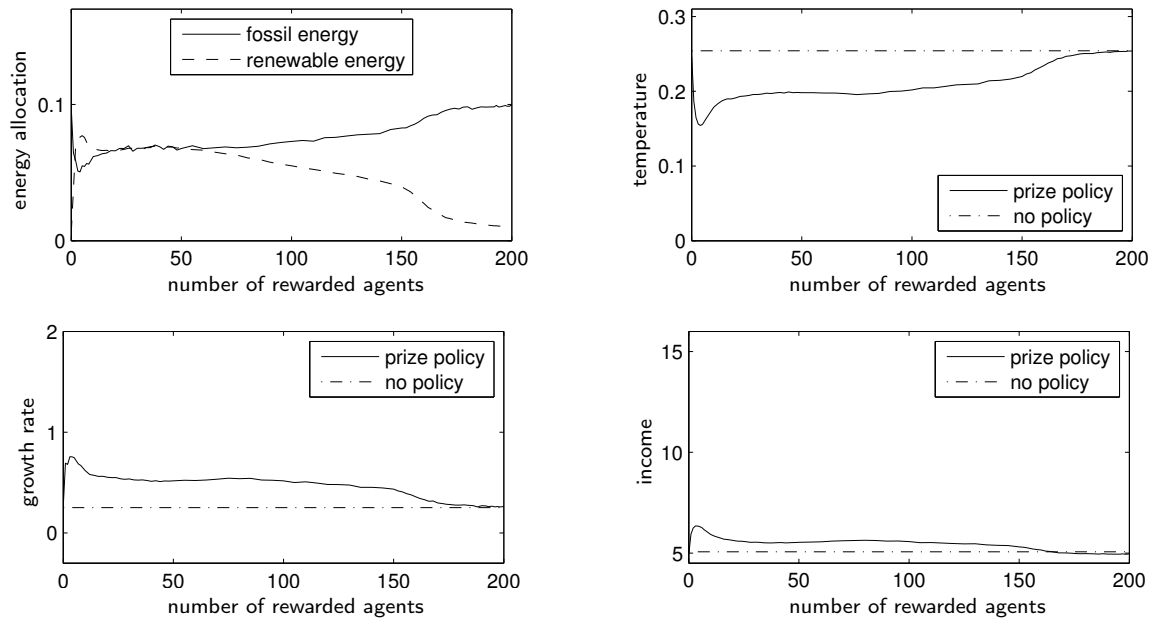 fossil energy
renewable energy
energy allocation
0.1
0
0 50 100 150 200
number of rewarded agents
0.3
0.2
0.1
0
temperature
prize policy
no policy
0 50 100 150 200
number of rewarded agents
2
1
0
growth rate
prize policy
no policy
0 50 100 150 200
number of rewarded agents
15
10
5
income
prize policy
no policy
0 50 100 150 200
number of rewarded agents